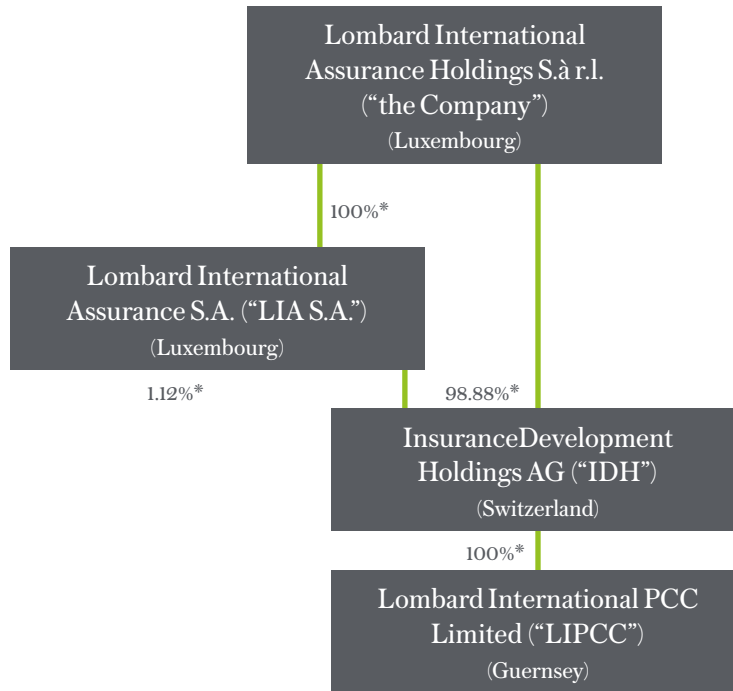 Lombard International
Assurance Holdings S.à r.l.
(“the Company”)
(Luxembourg)
100%*
Lombard International
Assurance S.A. (“LIA S.A.”)
(Luxembourg)
1.12%*
98.88%*
InsuranceDevelopment
Holdings AG (“IDH”)
(Switzerland)
100%*
Lombard International PCC
Limited (“LIPCC”)
(Guernsey)